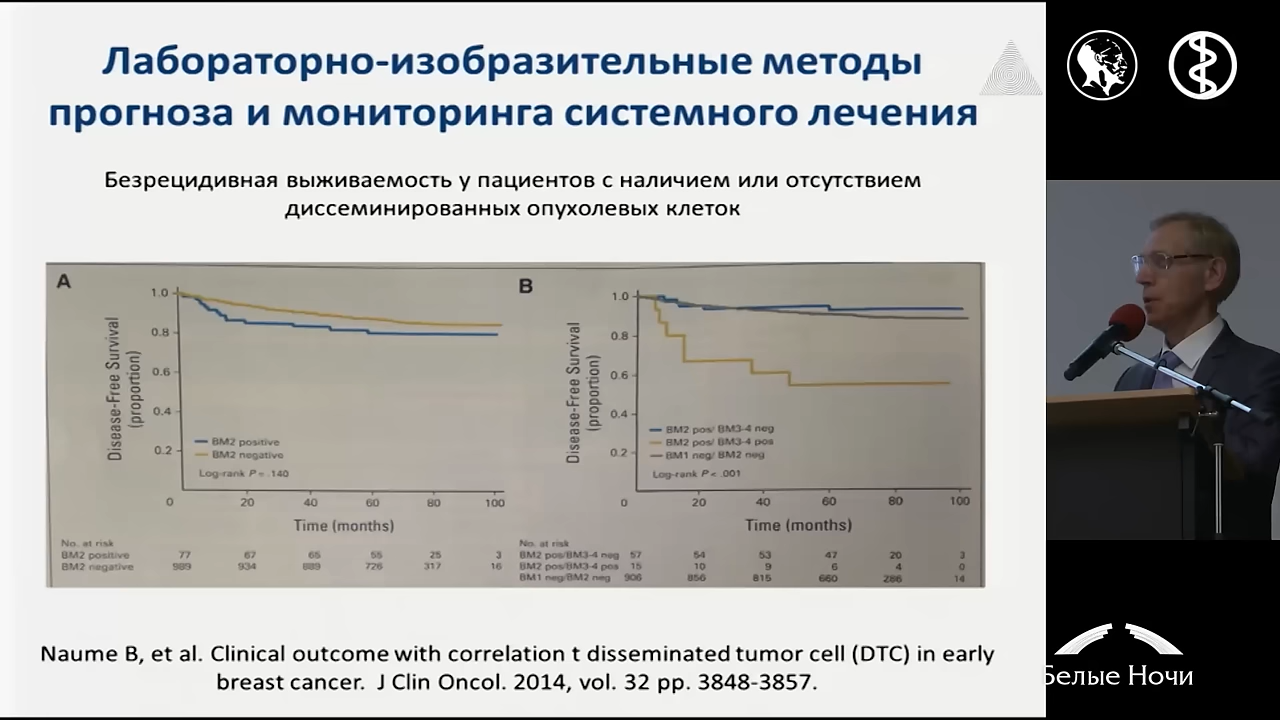 Лабораторно-изобразительные методы
прогноза и мониторинга системного лечения
Безрецидивная выживаемость у пациентов с наличием или отсутствием
диссеминированных опухолевых клеток
A
Disease-Free Survival
(proportion)
1.0
0.8
0.6
0.4
0.2
BM2 positive
BM2 negative
Log-rank P = .140
0 20 40 60 80 100
Time (months)
No. at risk
BM2 positive 77 67 65 55 25 3
BM2 negative 989 934 889 726 317 16
B
Disease-Free Survival
(proportion)
1.0
0.8
0.6
0.4
0.2
BM2 pos/ BM3-4 neg
BM2 pos/ BM3-4 pos
BM1 neg/ BM2 neg
Log-rank P < .001
0 20 40 60 80 100
Time (months)
No. at risk
BM2 pos/BM3-4 neg 57 54 53 47 20 3
BM2 pos/BM3-4 pos 15 10 9 6 4 0
BM1 neg/BM2 neg 906 856 815 660 286 14
Naume B, et al. Clinical outcome with correlation t disseminated tumor cell (DTC) in early
breast cancer. J Clin Oncol. 2014, vol. 32 pp. 3848-3857.
Белые Ночи